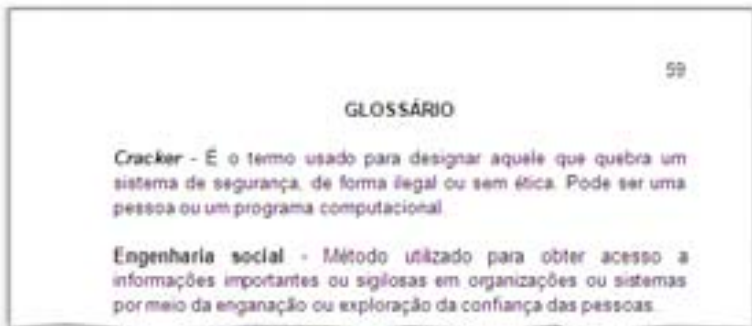 59
GLOSSÁRIO
Cracker - É o termo usado para designar aquele que quebra um
sistema de segurança, de forma ilegal ou sem ética. Pode ser uma
pessoa ou um programa computacional
Engenharia social - Método utilizado para obter acesso a
informações importantes ou sigilosas em organizações ou sistemas
por meio da enganação ou exploração da confiança das pessoas.